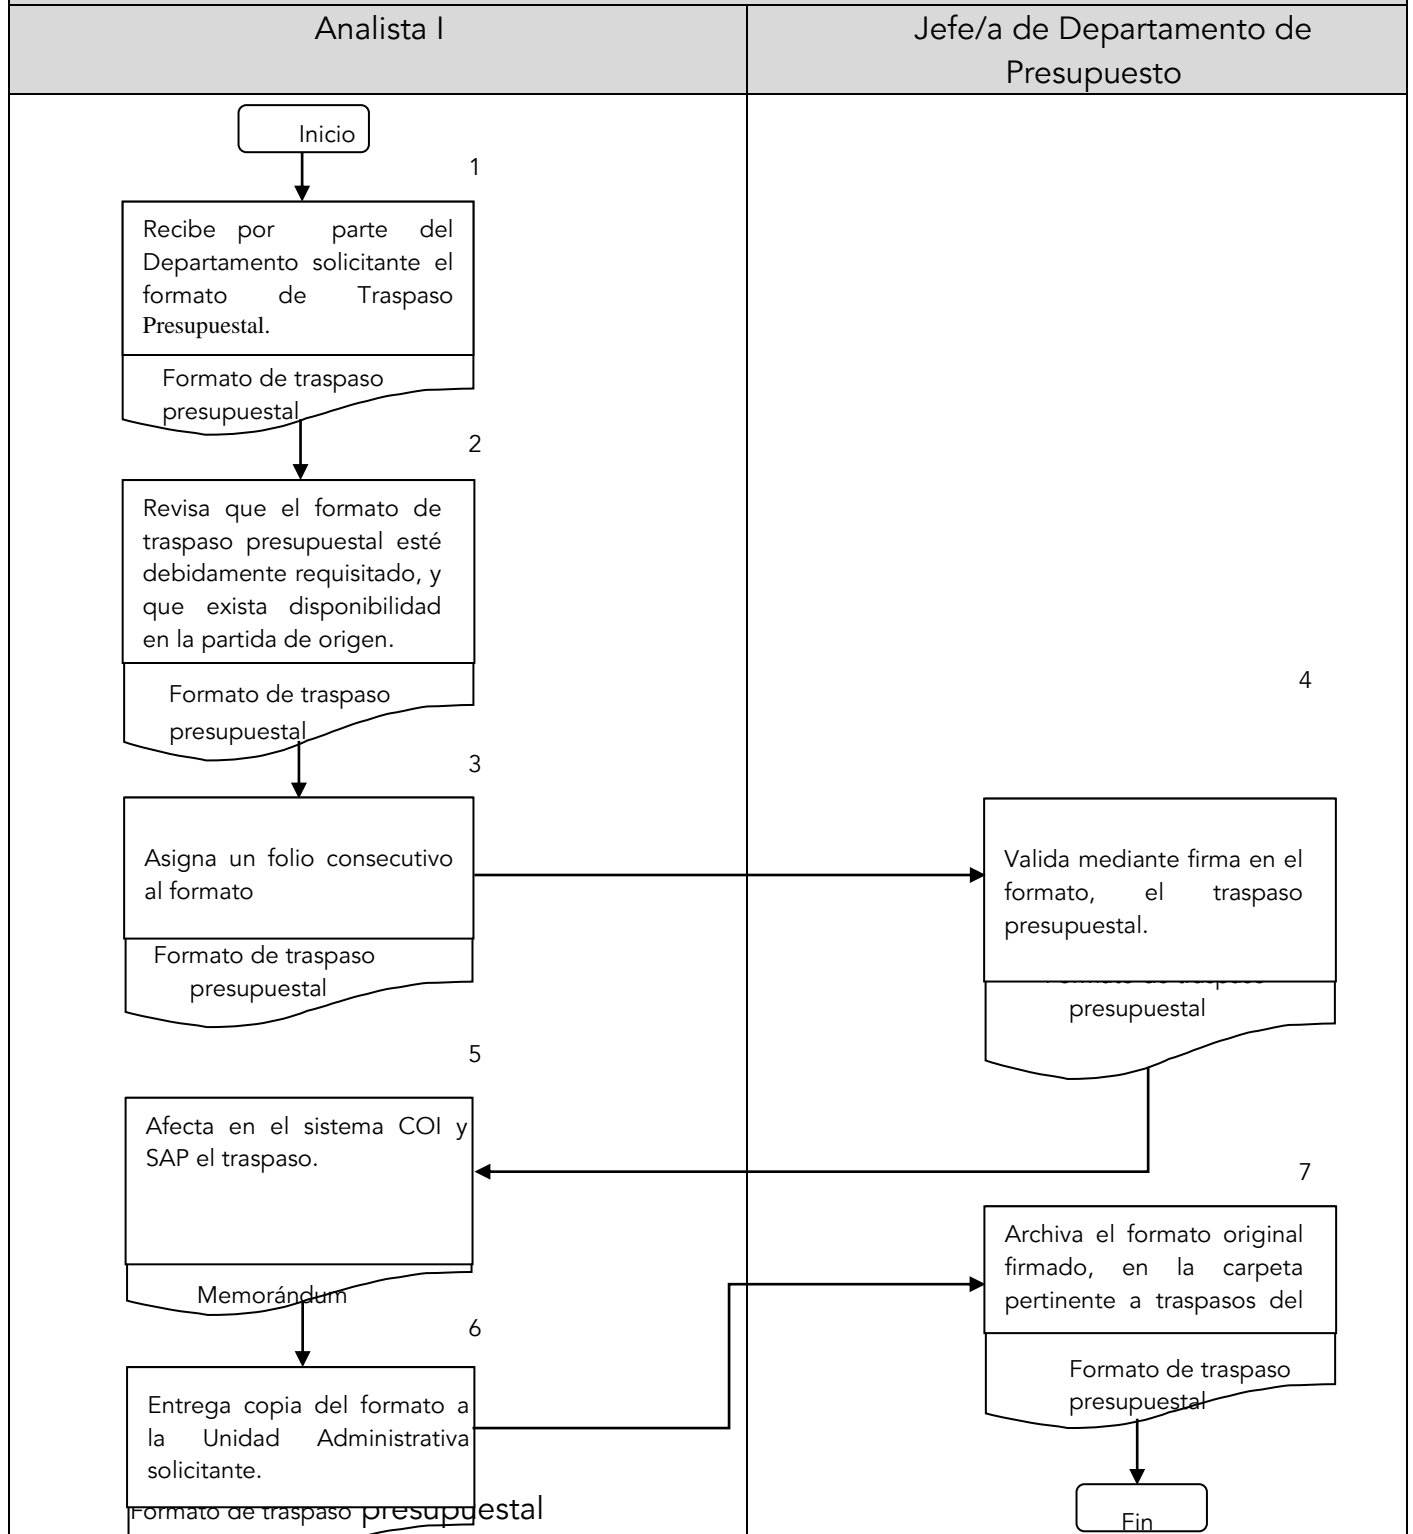 Analista I
Jefe/a de Departamento de
Presupuesto
Inicio
1
Recibe por parte del
Departamento solicitante el
formato de Traspaso
Presupuestal.
Formato de traspaso
presupuestal
2
Revisa que el formato de
traspaso presupuestal esté
debidamente requisitado, y
que exista disponibilidad
en la partida de origen.
Formato de traspaso
presupuestal
3
Asigna un folio consecutivo
al formato
Formato de traspaso
presupuestal
4
Valida mediante firma en el
formato, el traspaso
presupuestal.
Formato de traspaso
presupuestal
5
Afecta en el sistema COI y
SAP el traspaso.
Memorándum
6
Entrega copia del formato a
la Unidad Administrativa
solicitante.
Formato de traspaso presupuestal
7
Archiva el formato original
firmado, en la carpeta
pertinente a traspasos del
Formato de traspaso
presupuestal
Fin